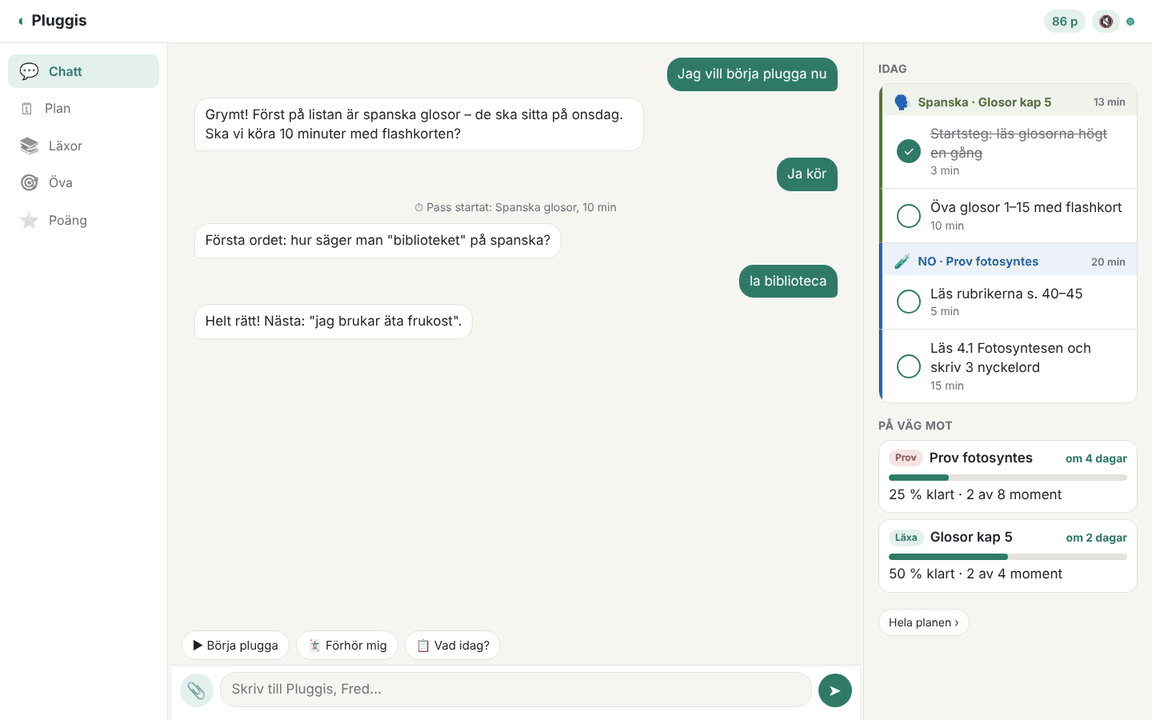 Pluggis
86 p
Chatt
Plan
Läxor
Öva
Poäng
Jag vill börja plugga nu
Grymt! Först på listan är spanska glosor – de ska sitta på onsdag.
Ska vi köra 10 minuter med flashkorten?
Ja kör
Pass startat: Spanska glosor, 10 min
Första ordet: hur säger man "biblioteket" på spanska?
la biblioteca
Helt rätt! Nästa: "jag brukar äta frukost".
Börja plugga
Förhör mig
Vad idag?
Skriv till Pluggis, Fred...
IDAG
Spanska · Glosor kap 5 13 min
Startsteg: läs glosorna högt
en gång
3 min
Öva glosor 1–15 med flashkort
10 min
NO · Prov fotosyntes 20 min
Läs rubrikerna s. 40–45
5 min
Läs 4.1 Fotosyntesen och
skriv 3 nyckelord
15 min
PÅ VÄG MOT
Prov Prov fotosyntes om 4 dagar
25 % klart · 2 av 8 moment
Läxa Glosor kap 5 om 2 dagar
50 % klart · 2 av 4 moment
Hela planen ›